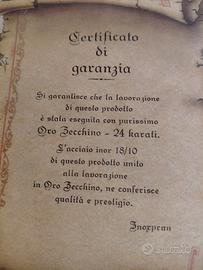 Certificato
di
garanzia
Si garantisce che la lavorazione
di questo prodotto
è stata eseguita con purissimo
Oro Zecchino - 24 karati.
L'acciaio inox 18/10
di questo prodotto unito
alla lavorazione
in Oro Zecchino, ne conferisce
qualità e prestigio.
Inoxpran
subito